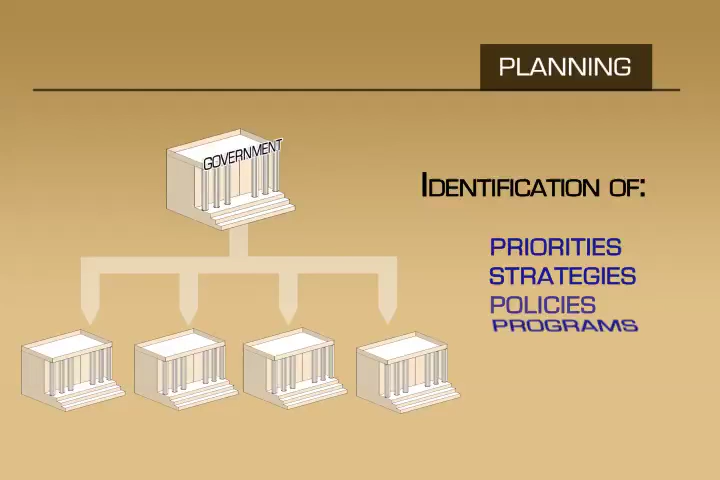 PLANNING
GOVERNMENT
IDENTIFICATION OF:
PRIORITIES
STRATEGIES
POLICIES
PROGRAMS